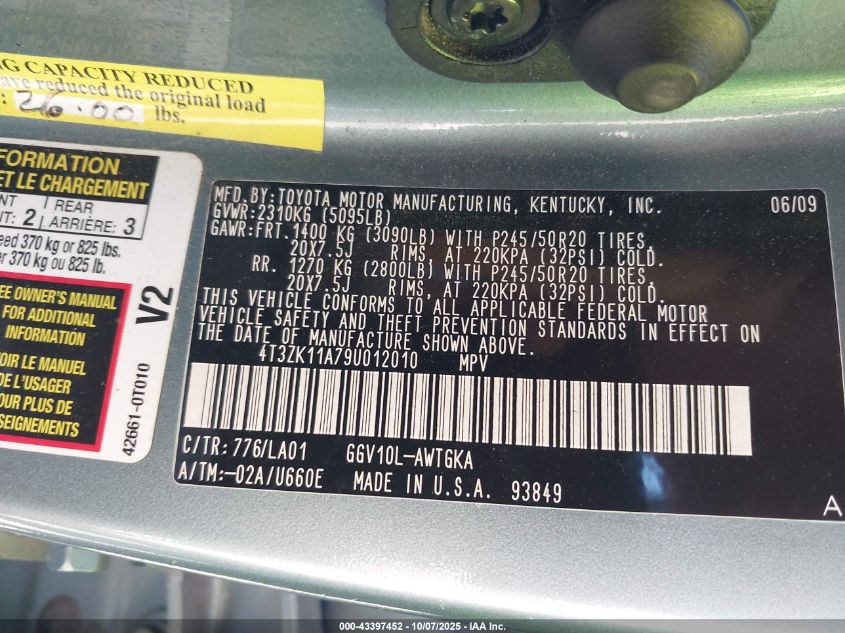 NG CAPACITY REDUCED
have reduced the original load
: 26.00 lbs.
FORMATION
ET LE CHARGEMENT
NT 2 REAR 3
NT: ARRIÈRE:
eed 370 kg or 825 lbs.
er 370 kg ou 825 lb.
EE OWNER'S MANUAL
FOR ADDITIONAL
INFORMATION
OIR LE MANUEL
DE L'USAGER
OUR PLUS DE
SEIGNEMENTS
V2
42661-0T010
MFD. BY: TOYOTA MOTOR MANUFACTURING, KENTUCKY, INC. 06/09
GVWR: 2310KG (5095LB)
GAWR: FRT. 1400 KG (3090LB) WITH P245/50R20 TIRES,
20X7.5J RIMS, AT 220KPA (32PSI) COLD.
RR. 1270 KG (2800LB) WITH P245/50R20 TIRES,
20X7.5J RIMS, AT 220KPA (32PSI) COLD.
THIS VEHICLE CONFORMS TO ALL APPLICABLE FEDERAL MOTOR
VEHICLE SAFETY AND THEFT PREVENTION STANDARDS IN EFFECT ON
THE DATE OF MANUFACTURE SHOWN ABOVE.
4T3ZK11A79U012010 MPV
C/TR: 776/LA01 GGV10L-AWTGKA
A/TM:-02A/U660E MADE IN U.S.A. 93849
A
000-43397452 - 10/07/2025 - IAA Inc.